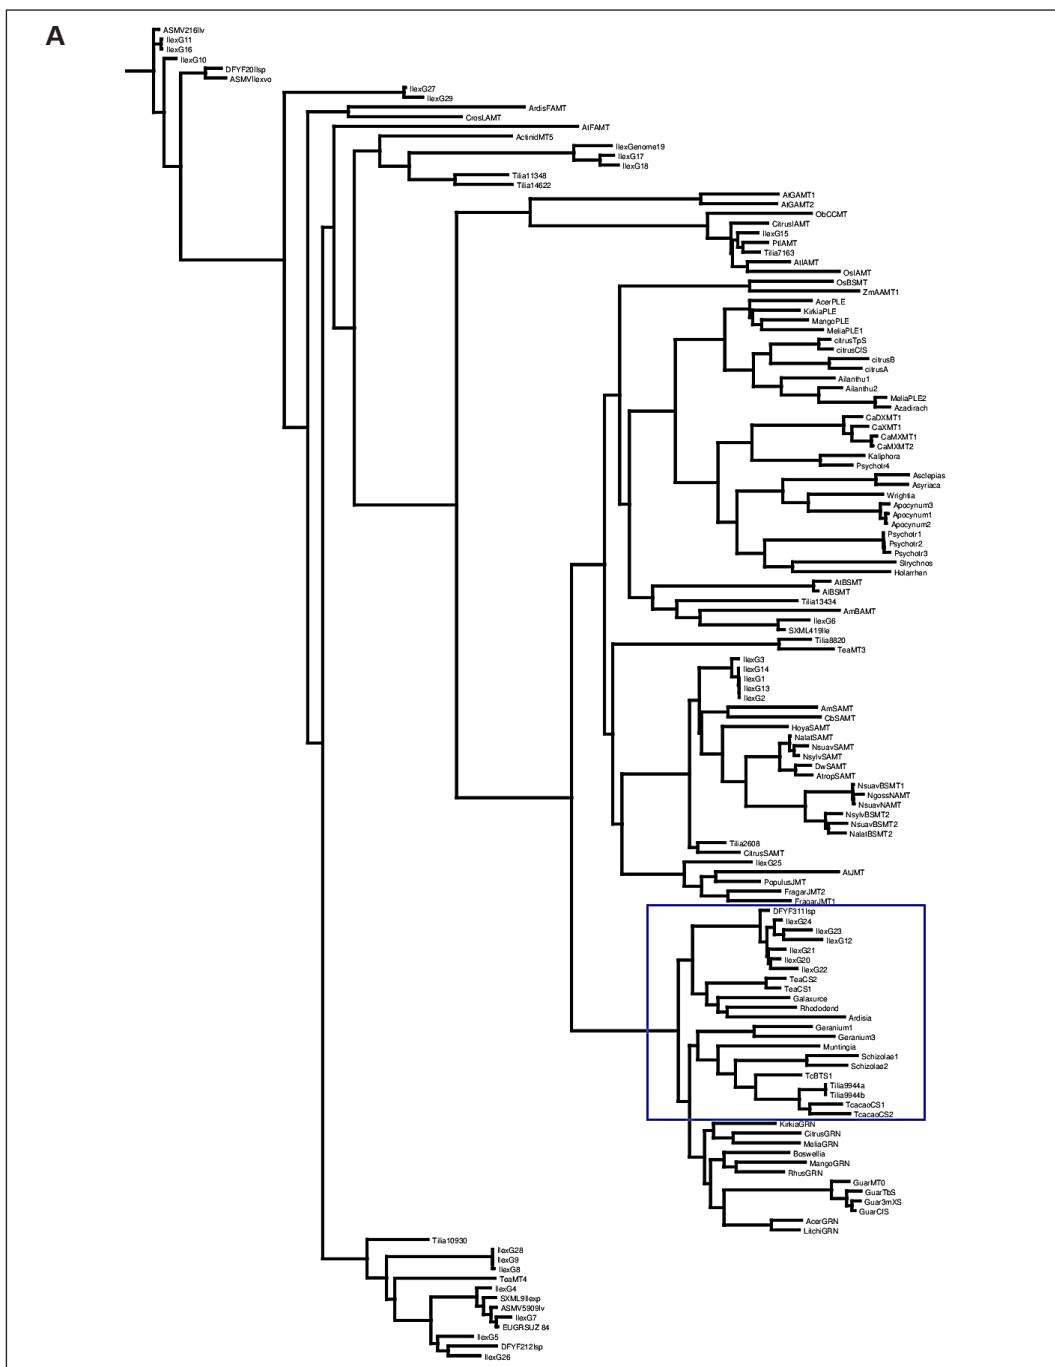 A
ASMV216Ilv
IlexG11
IlexG16
IlexG10
DFYF20IIsp
ASMVIlexvo
IlexG27
IlexG29
ArdisFAMT
CrosLAMT
AtFAMT
ActinidMT5
IlexGenome19
IlexG17
IlexG18
Tilia11348
Tilia14622
AtGAMT1
AtGAMT2
ObCCMT
CitrusIAMT
IlexG15
PtIAMT
Tilia7163
AtIAMT
OsIAMT
OsBSMT
ZmAAMT1
AcerPLE
KirkiaPLE
MangoPLE
MeliaPLE1
citrusTpS
citrusCfS
citrusB
citrusA
Ailanthu1
Ailanthu2
MeliaPLE2
Azadirach
CaDXMT1
CaXMT1
CaMXMT1
CaMXMT2
Kaliphora
Psychotr4
Asclepias
Asyriaca
Wrightia
Apocynum3
Apocynum1
Apocynum2
Psychotr1
Psychotr2
Psychotr3
Strychnos
Holarrhen
AtBSMT
AlBSMT
Tilia13434
AmBAMT
IlexG6
SXML419Ile
Tilia8820
TeaMT3
IlexG3
IlexG14
IlexG1
IlexG13
IlexG2
AmSAMT
CbSAMT
HoyaSAMT
NalatSAMT
NsuavSAMT
NsylvSAMT
DwSAMT
AtropSAMT
NsuavBSMT1
NgossNAMT
NsuavNAMT
NsylvBSMT2
NsuavBSMT2
NalatBSMT2
Tilia2608
CitrusSAMT
IlexG25
AtJMT
PopulusJMT
FragarJMT2
FragarJMT1
DFYF311Isp
IlexG24
IlexG23
IlexG12
IlexG21
IlexG20
IlexG22
TeaCS2
TeaCS1
Galaxurce
Rhododend
Ardisia
Geranium1
Geranium3
Muntingia
Schizolae1
Schizolae2
TcBTS1
Tilia9944a
Tilia9944b
TcacaoCS1
TcacaoCS2
KirkiaGRN
CitrusGRN
MeliaGRN
Boswellia
MangoGRN
RhusGRN
GuarMT0
GuarTbS
Guar3mXS
GuarCfS
AcerGRN
LitchiGRN
Tilia10930
IlexG28
IlexG9
IlexG8
TeaMT4
IlexG4
SXML9Ilexp
ASMV5909Iv
IlexG7
EUGRSUZ 84
IlexG5
DFYF212Isp
IlexG26